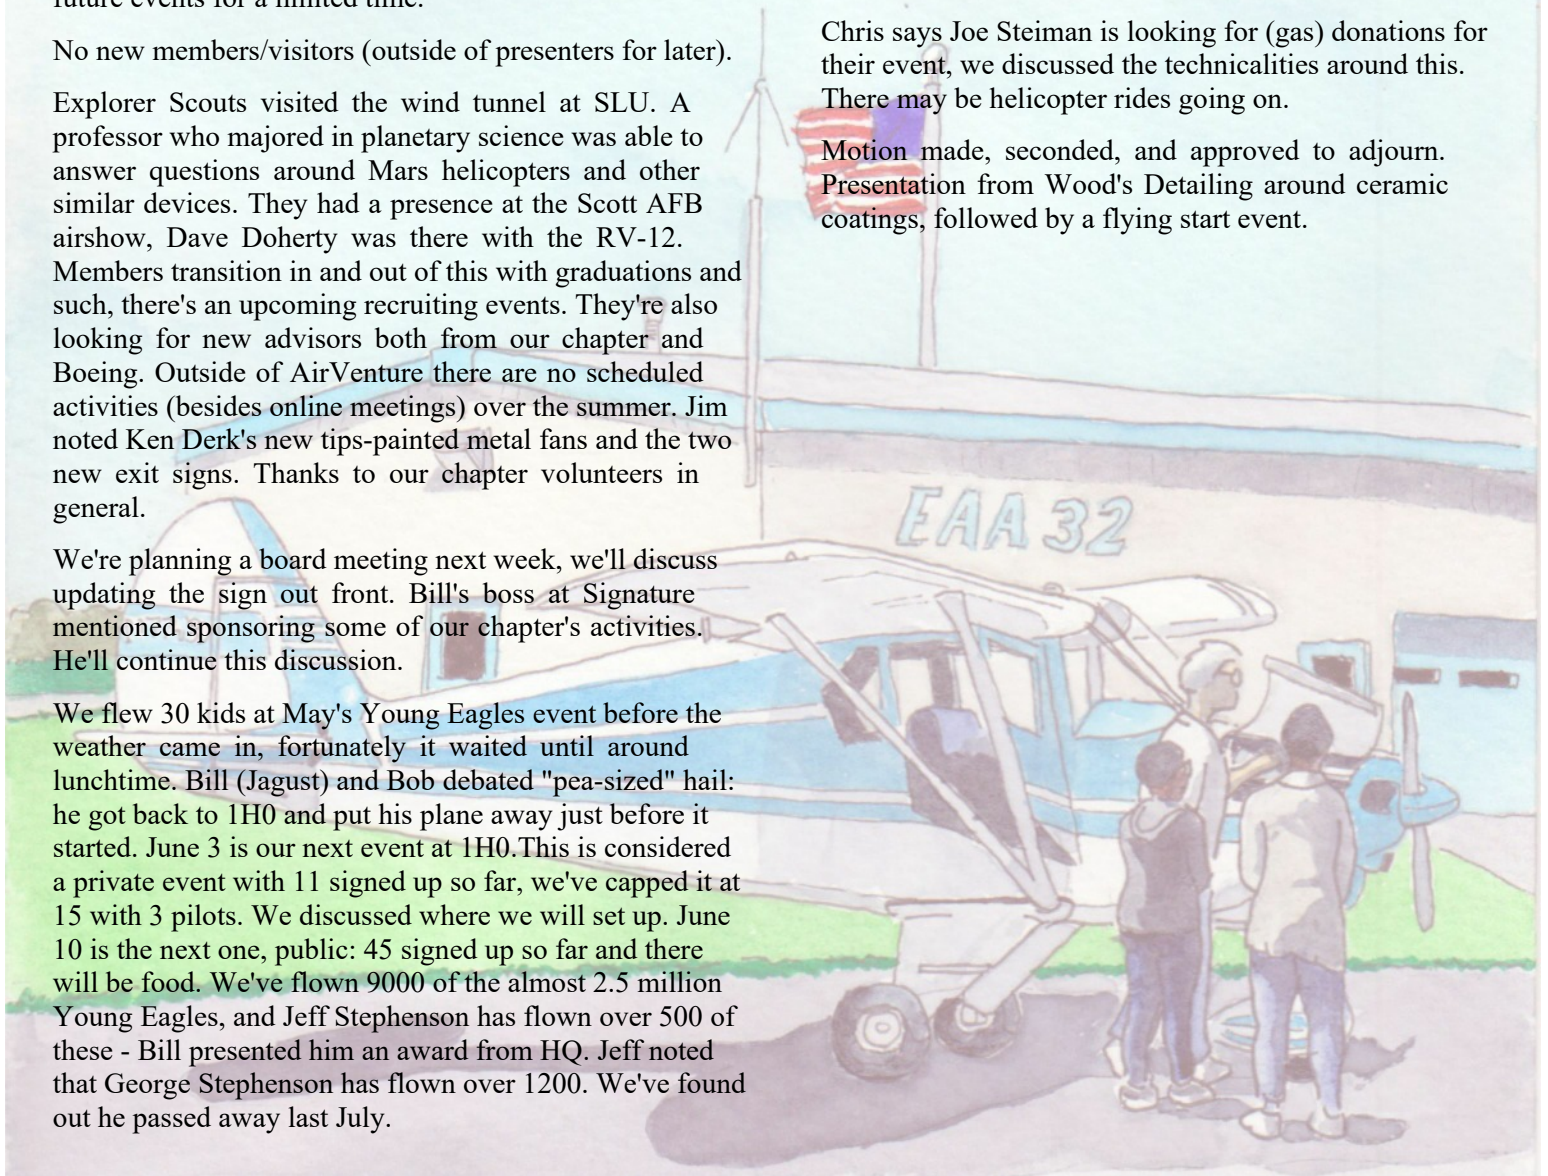 future events for a limited time.
No new members/visitors (outside of presenters for later).
Explorer Scouts visited the wind tunnel at SLU. A
professor who majored in planetary science was able to
answer questions around Mars helicopters and other
similar devices. They had a presence at the Scott AFB
airshow, Dave Doherty was there with the RV-12.
Members transition in and out of this with graduations and
such, there's an upcoming recruiting events. They're also
looking for new advisors both from our chapter and
Boeing. Outside of AirVenture there are no scheduled
activities (besides online meetings) over the summer. Jim
noted Ken Derk's new tips-painted metal fans and the two
new exit signs. Thanks to our chapter volunteers in
general.
We're planning a board meeting next week, we'll discuss
updating the sign out front. Bill's boss at Signature
mentioned sponsoring some of our chapter's activities.
He'll continue this discussion.
We flew 30 kids at May's Young Eagles event before the
weather came in, fortunately it waited until around
lunchtime. Bill (Jagust) and Bob debated "pea-sized" hail:
he got back to 1H0 and put his plane away just before it
started. June 3 is our next event at 1H0.This is considered
a private event with 11 signed up so far, we've capped it at
15 with 3 pilots. We discussed where we will set up. June
10 is the next one, public: 45 signed up so far and there
will be food. We've flown 9000 of the almost 2.5 million
Young Eagles, and Jeff Stephenson has flown over 500 of
these - Bill presented him an award from HQ. Jeff noted
that George Stephenson has flown over 1200. We've found
out he passed away last July.
Chris says Joe Steiman is looking for (gas) donations for
their event, we discussed the technicalities around this.
There may be helicopter rides going on.
Motion made, seconded, and approved to adjourn.
Presentation from Wood's Detailing around ceramic
coatings, followed by a flying start event.
EAA 32